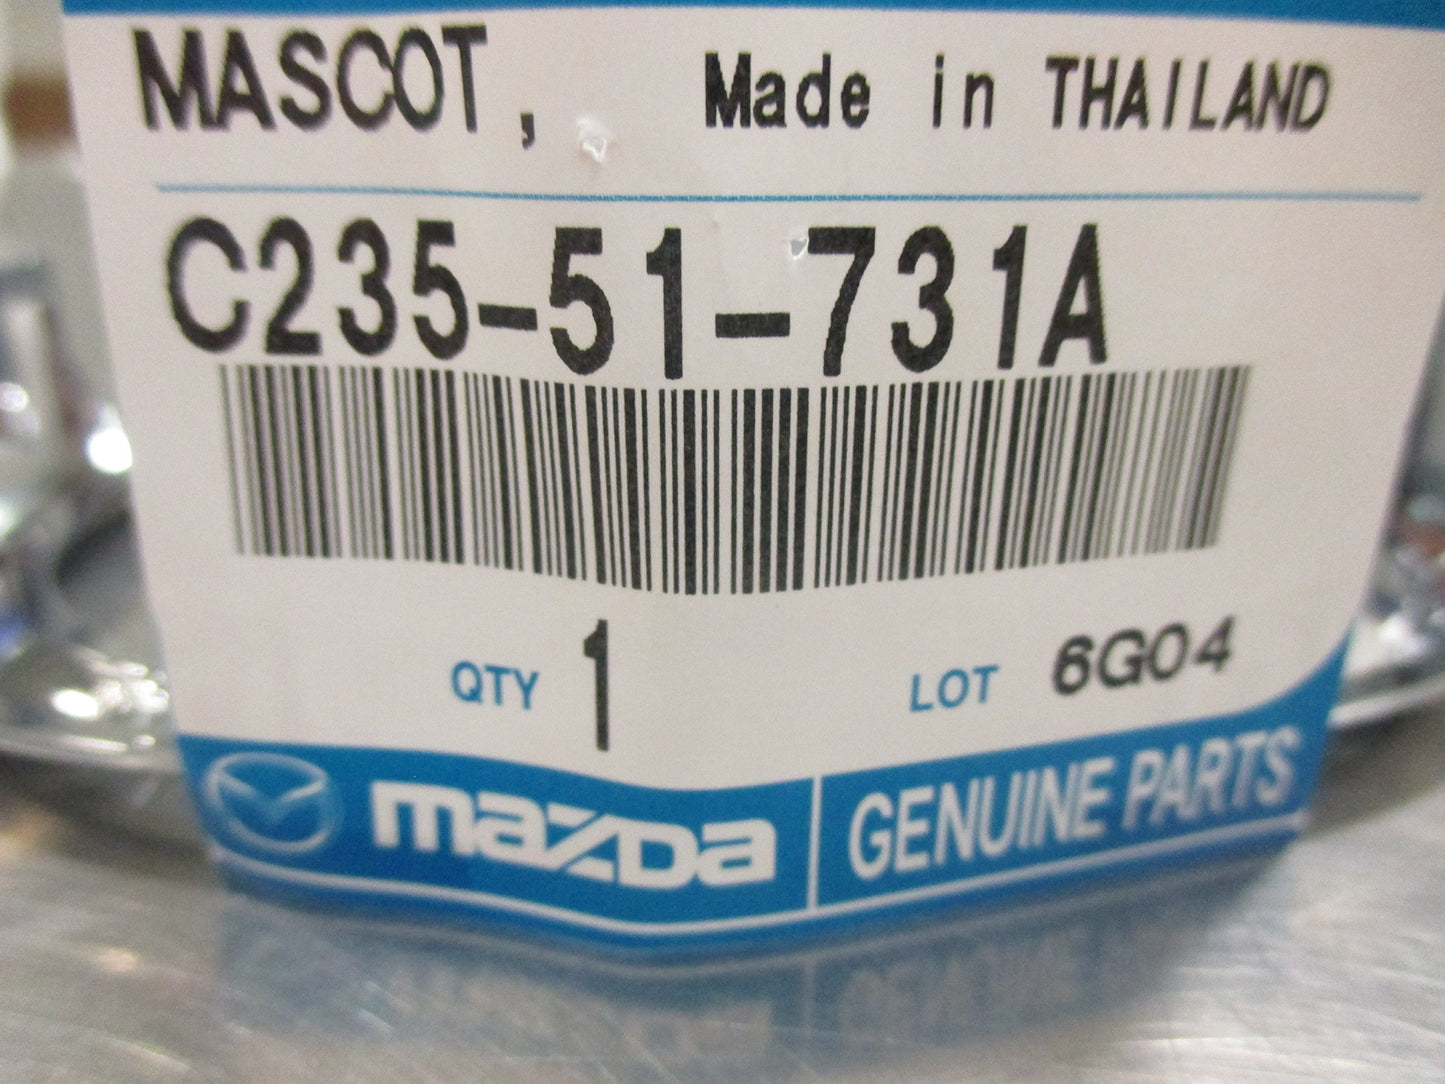 MASCOT, Made in THAILAND
C235-51-731A
QTY 1 LOT 6G04
mazda GENUINE PARTS